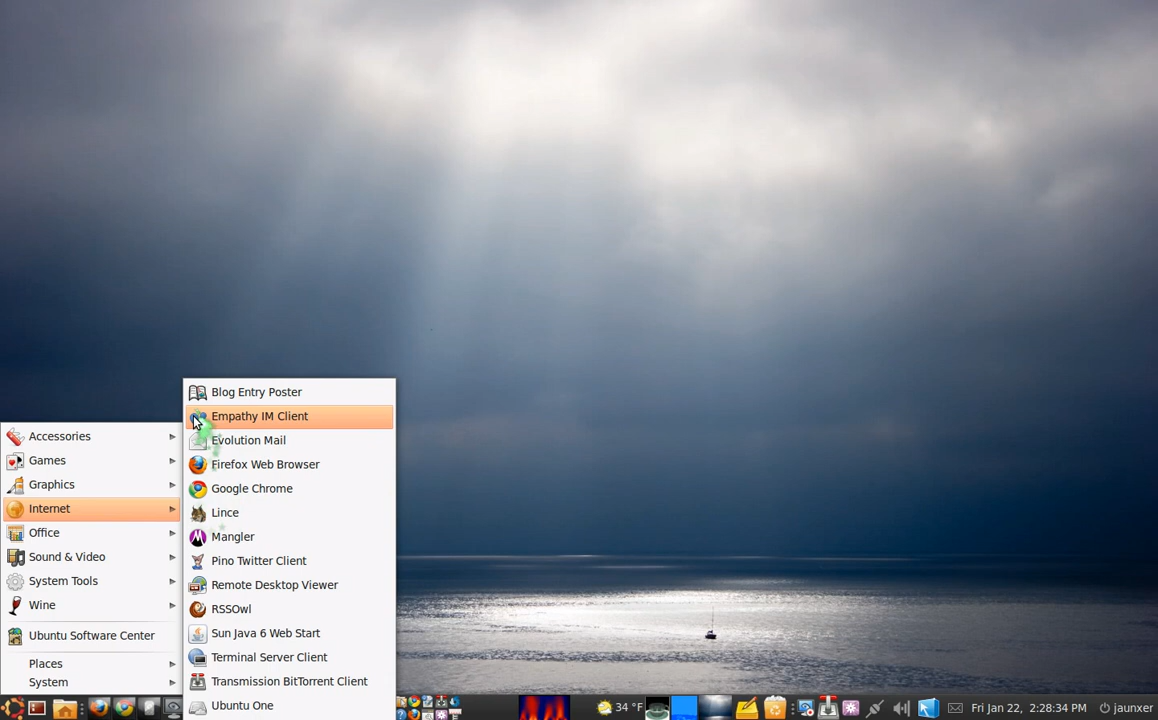 Blog Entry Poster
Empathy IM Client
Evolution Mail
Firefox Web Browser
Google Chrome
Lince
Mangler
Pino Twitter Client
Remote Desktop Viewer
RSSOwl
Sun Java 6 Web Start
Terminal Server Client
Transmission BitTorrent Client
Ubuntu One
Accessories
Games
Graphics
Internet
Office
Sound & Video
System Tools
Wine
Ubuntu Software Center
Places
System
34 °F
Fri Jan 22, 2:28:34 PM
jaunxer